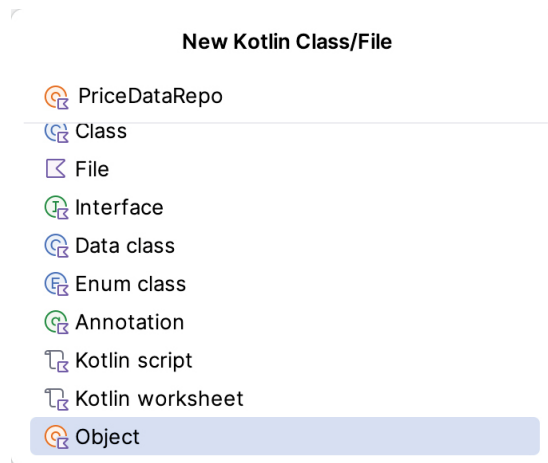 New Kotlin Class/File
PriceDataRepo
Class
File
Interface
Data class
Enum class
Annotation
Kotlin script
Kotlin worksheet
Object